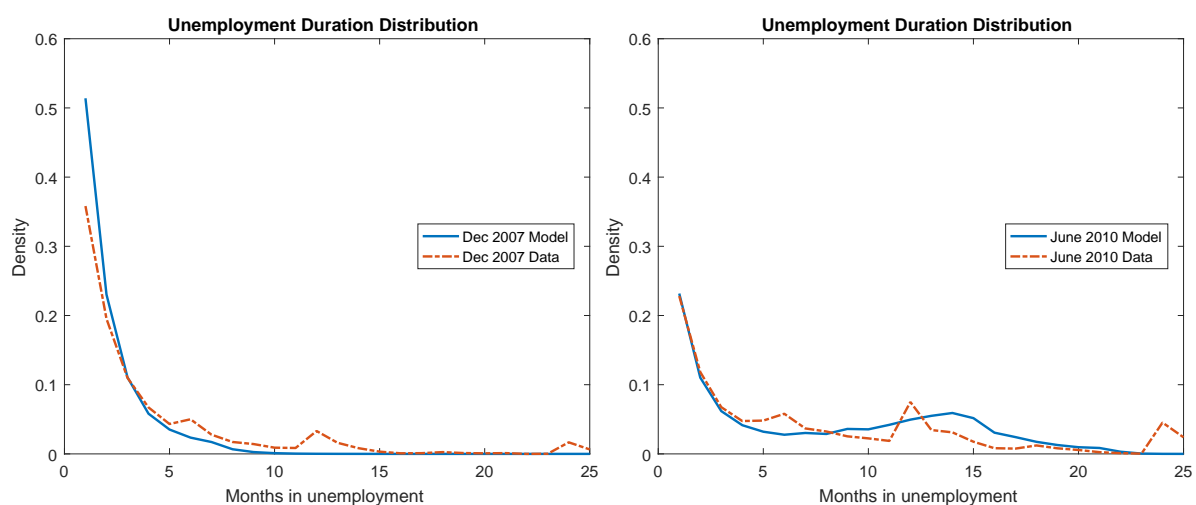 Unemployment Duration Distribution
0.6
0.5
0.4
0.3
0.2
0.1
0
Density
0 5 10 15 20 25
Months in unemployment
Dec 2007 Model
Dec 2007 Data
Unemployment Duration Distribution
0.6
0.5
0.4
0.3
0.2
0.1
0
Density
0 5 10 15 20 25
Months in unemployment
June 2010 Model
June 2010 Data